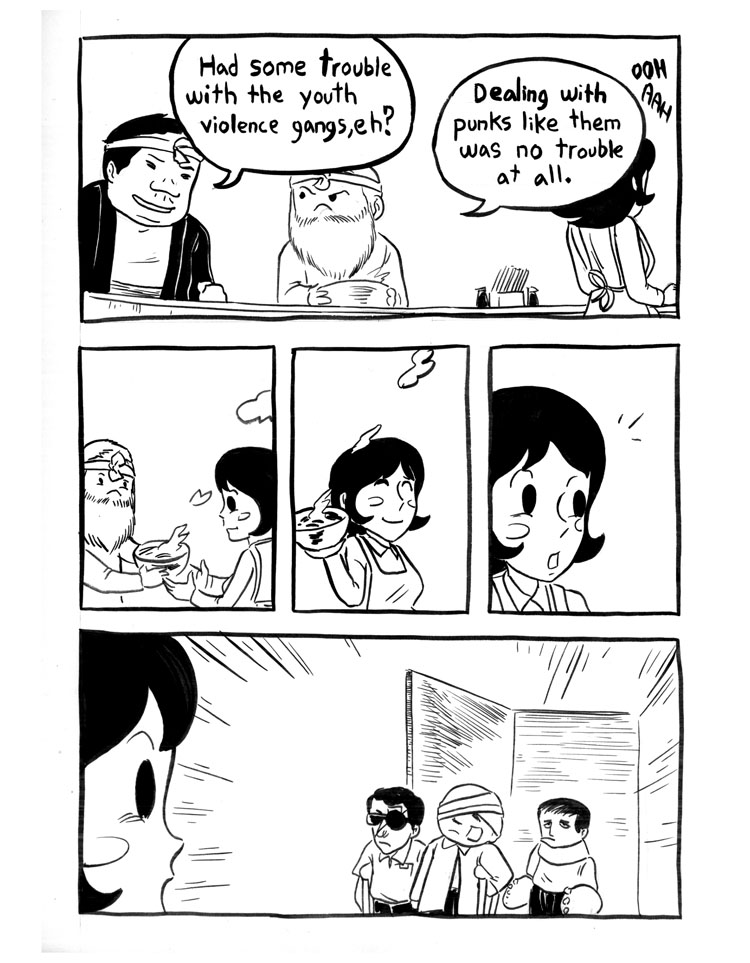 Had some trouble
with the youth
violence gangs,eh?
Dealing with
punks like them
was no trouble
at all.
OOH
AAH